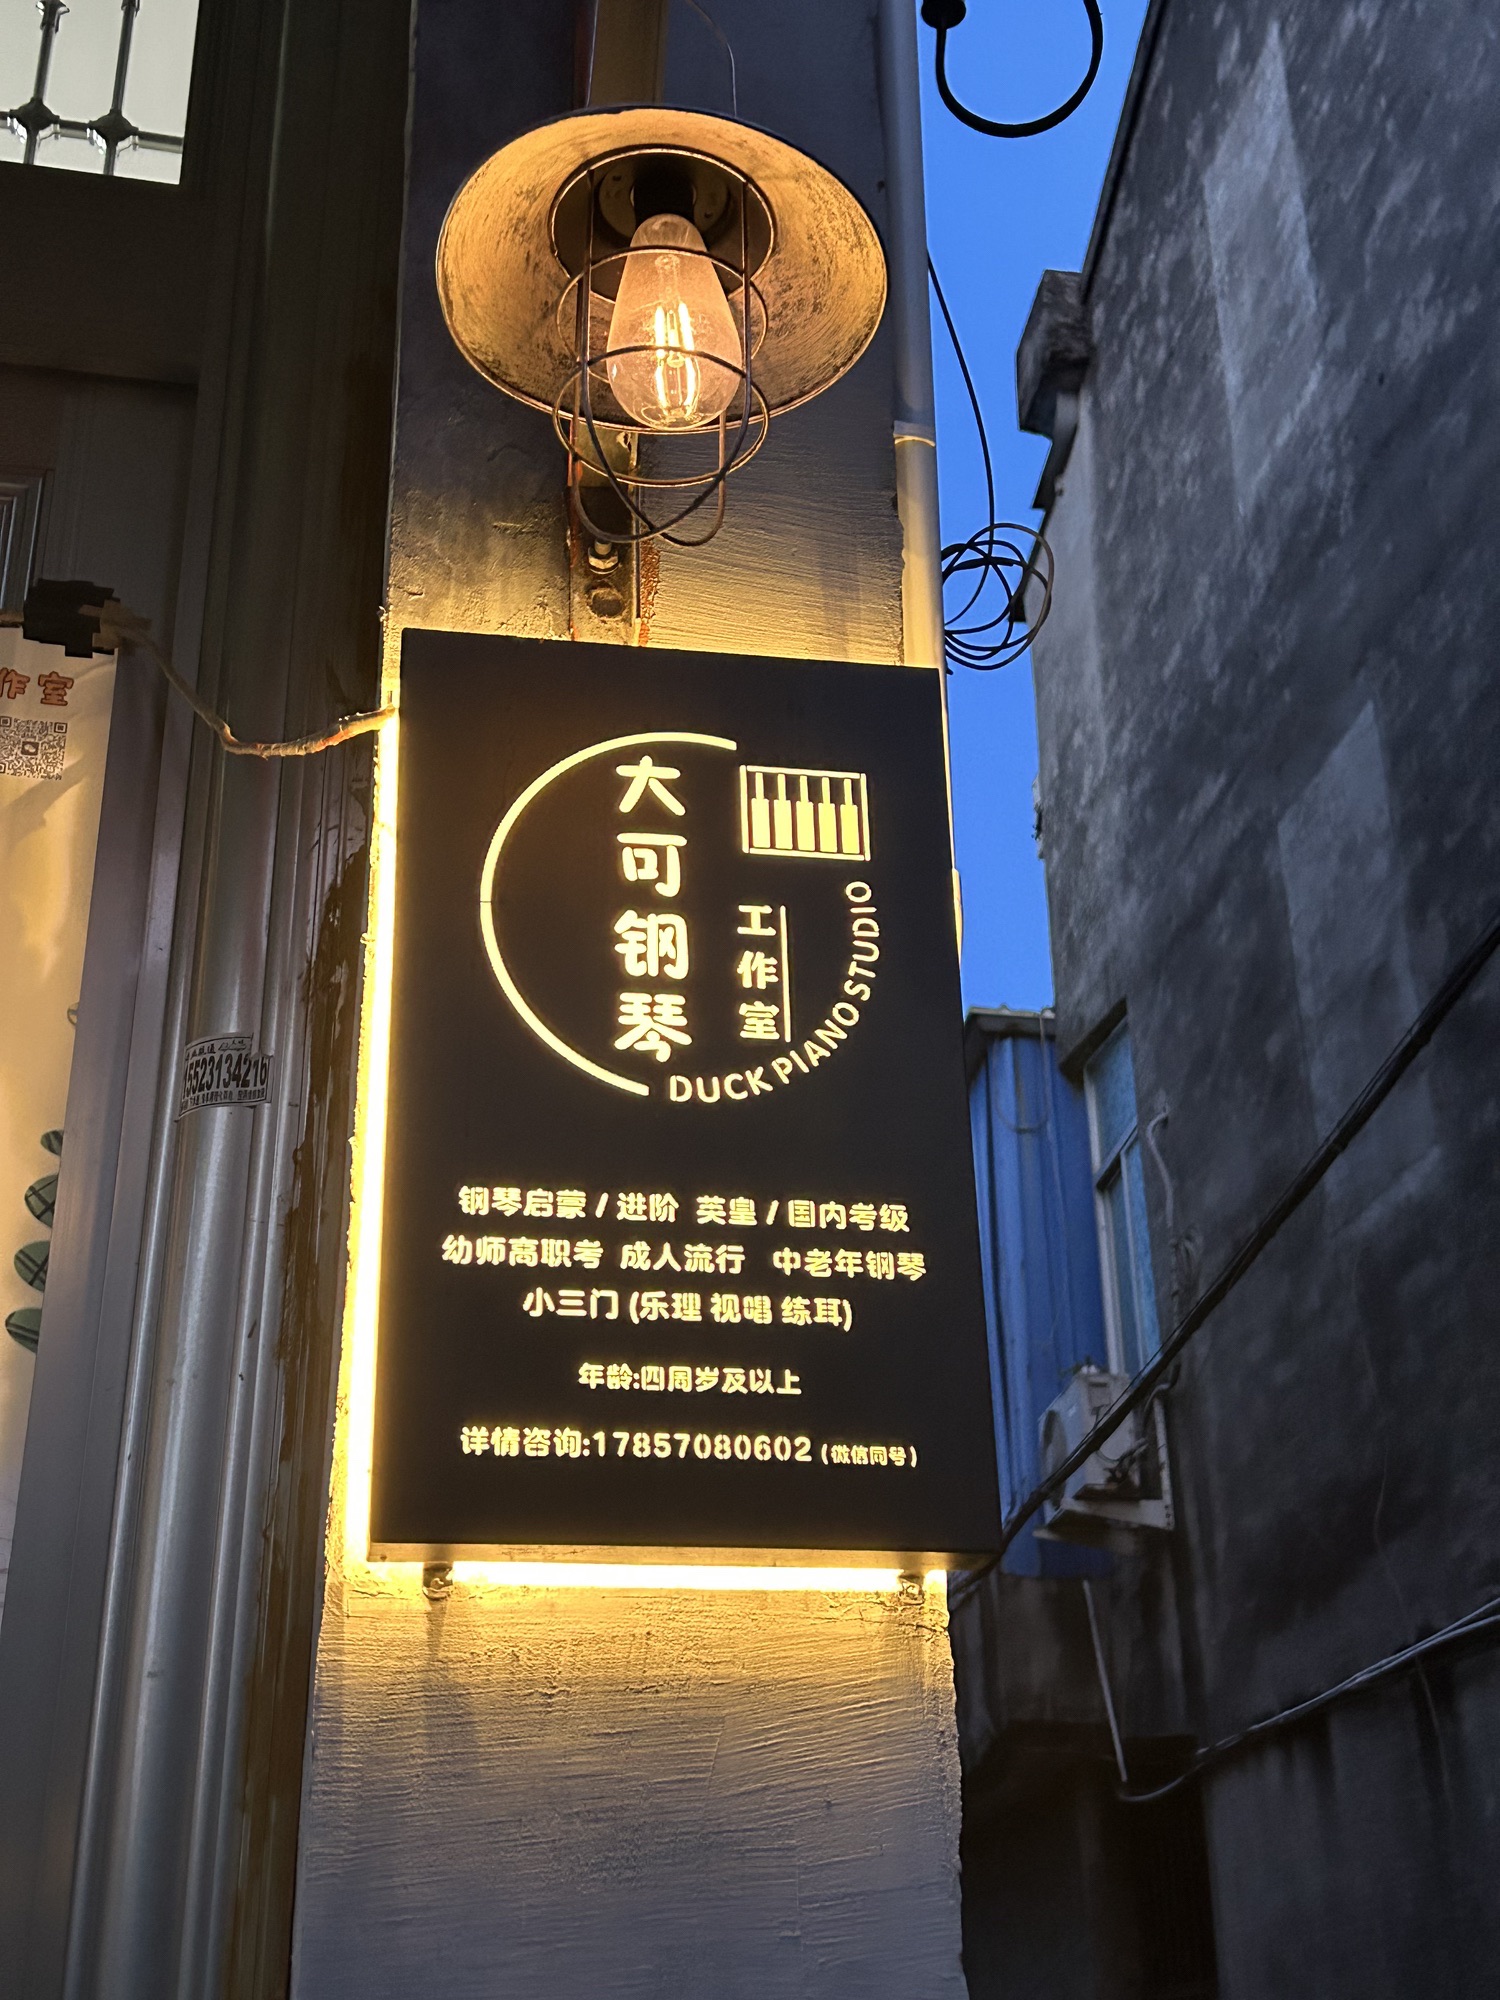 大可钢琴
工作室
DUCK PIANO STUDIO
钢琴启蒙 / 进阶 英皇 / 国内考级
幼师高职考 成人流行 中老年钢琴
小三门 (乐理 视唱 练耳)
年龄:四周岁及以上
详情咨询:17857080602 (微信同号)
作室
15523134216